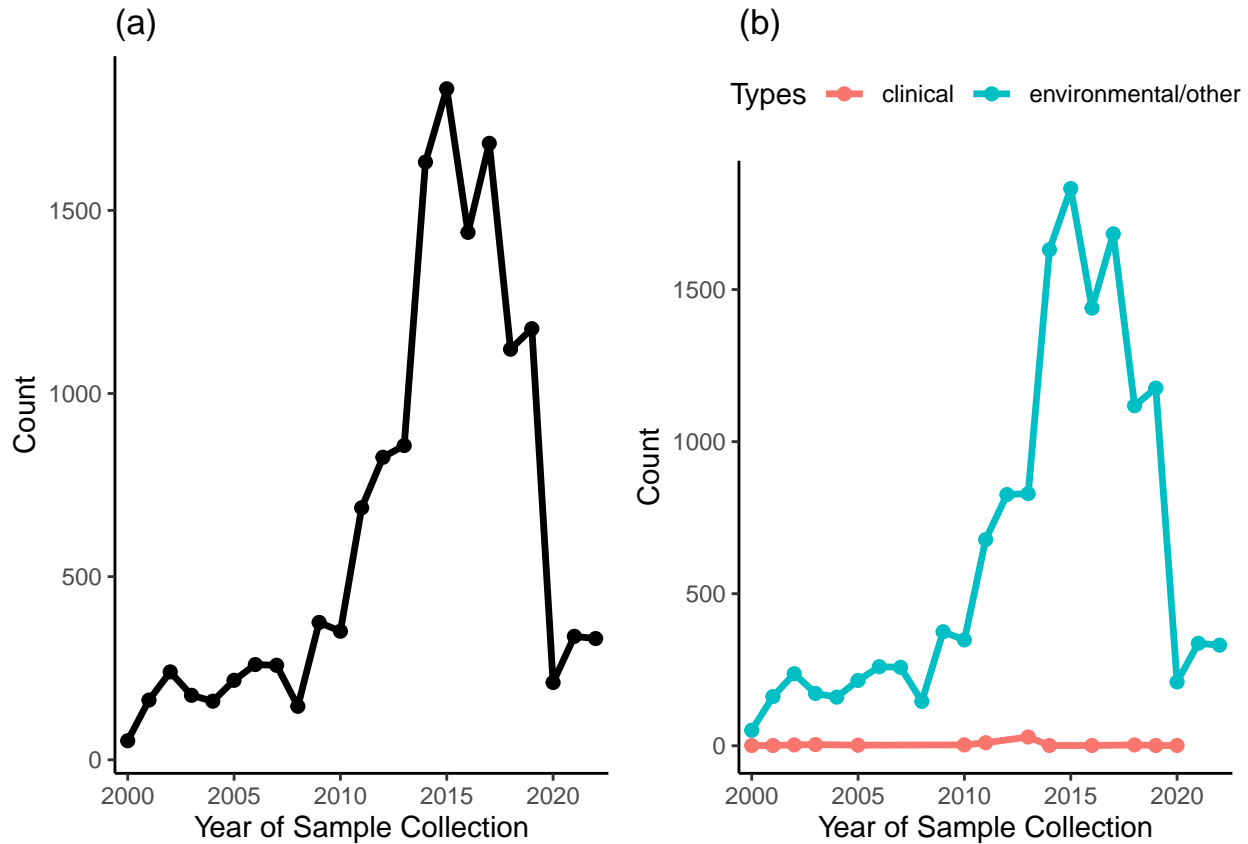 (a)
1500
1000
500
0
Count
2000 2005 2010 2015 2020
Year of Sample Collection
(b)
Types clinical environmental/other
1500
1000
500
0
Count
2000 2005 2010 2015 2020
Year of Sample Collection